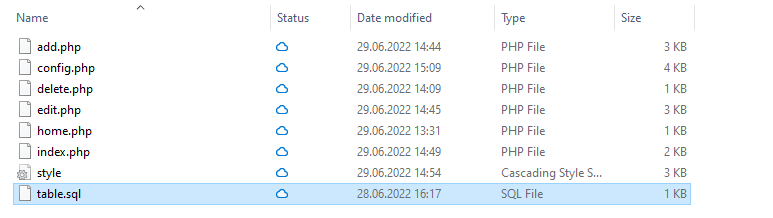 Name Status Date modified Type Size
add.php 29.06.2022 14:44 PHP File 3 KB
config.php 29.06.2022 15:09 PHP File 4 KB
delete.php 29.06.2022 14:09 PHP File 1 KB
edit.php 29.06.2022 14:45 PHP File 3 KB
home.php 29.06.2022 13:31 PHP File 1 KB
index.php 29.06.2022 14:49 PHP File 2 KB
style 29.06.2022 14:54 Cascading Style S... 3 KB
table.sql 28.06.2022 16:17 SQL File 1 KB